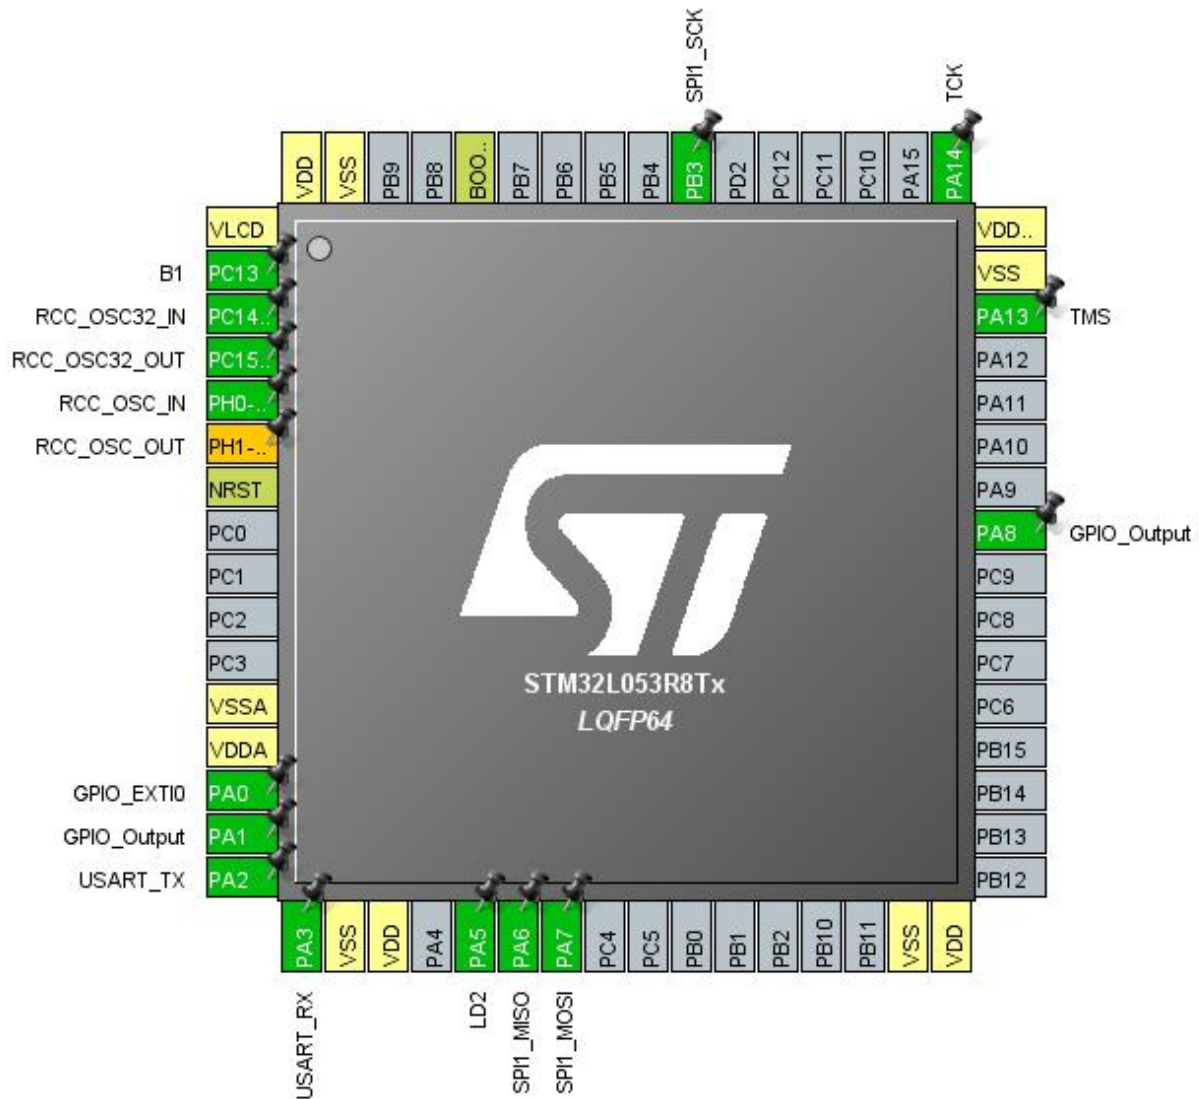 SPI1_SCK
TCK
VDD
VSS
PB9
PB8
BOO..
PB7
PB6
PB5
PB4
PB3
PD2
PC12
PC11
PC10
PA15
PA14
VLCD
B1 PC13
RCC_OSC32_IN PC14..
RCC_OSC32_OUT PC15..
RCC_OSC_IN PH0-..
RCC_OSC_OUT PH1-..
NRST
PC0
PC1
PC2
PC3
VSSA
VDDA
GPIO_EXTI0 PA0
GPIO_Output PA1
USART_TX PA2
STM32L053R8Tx
LQFP64
VDD..
VSS
PA13 TMS
PA12
PA11
PA10
PA9
PA8 GPIO_Output
PC9
PC8
PC7
PC6
PB15
PB14
PB13
PB12
PA3
VSS
VDD
PA4
PA5
PA6
PA7
PC4
PC5
PB0
PB1
PB2
PB10
PB11
VSS
VDD
USART_RX
LD2
SPI1_MISO
SPI1_MOSI